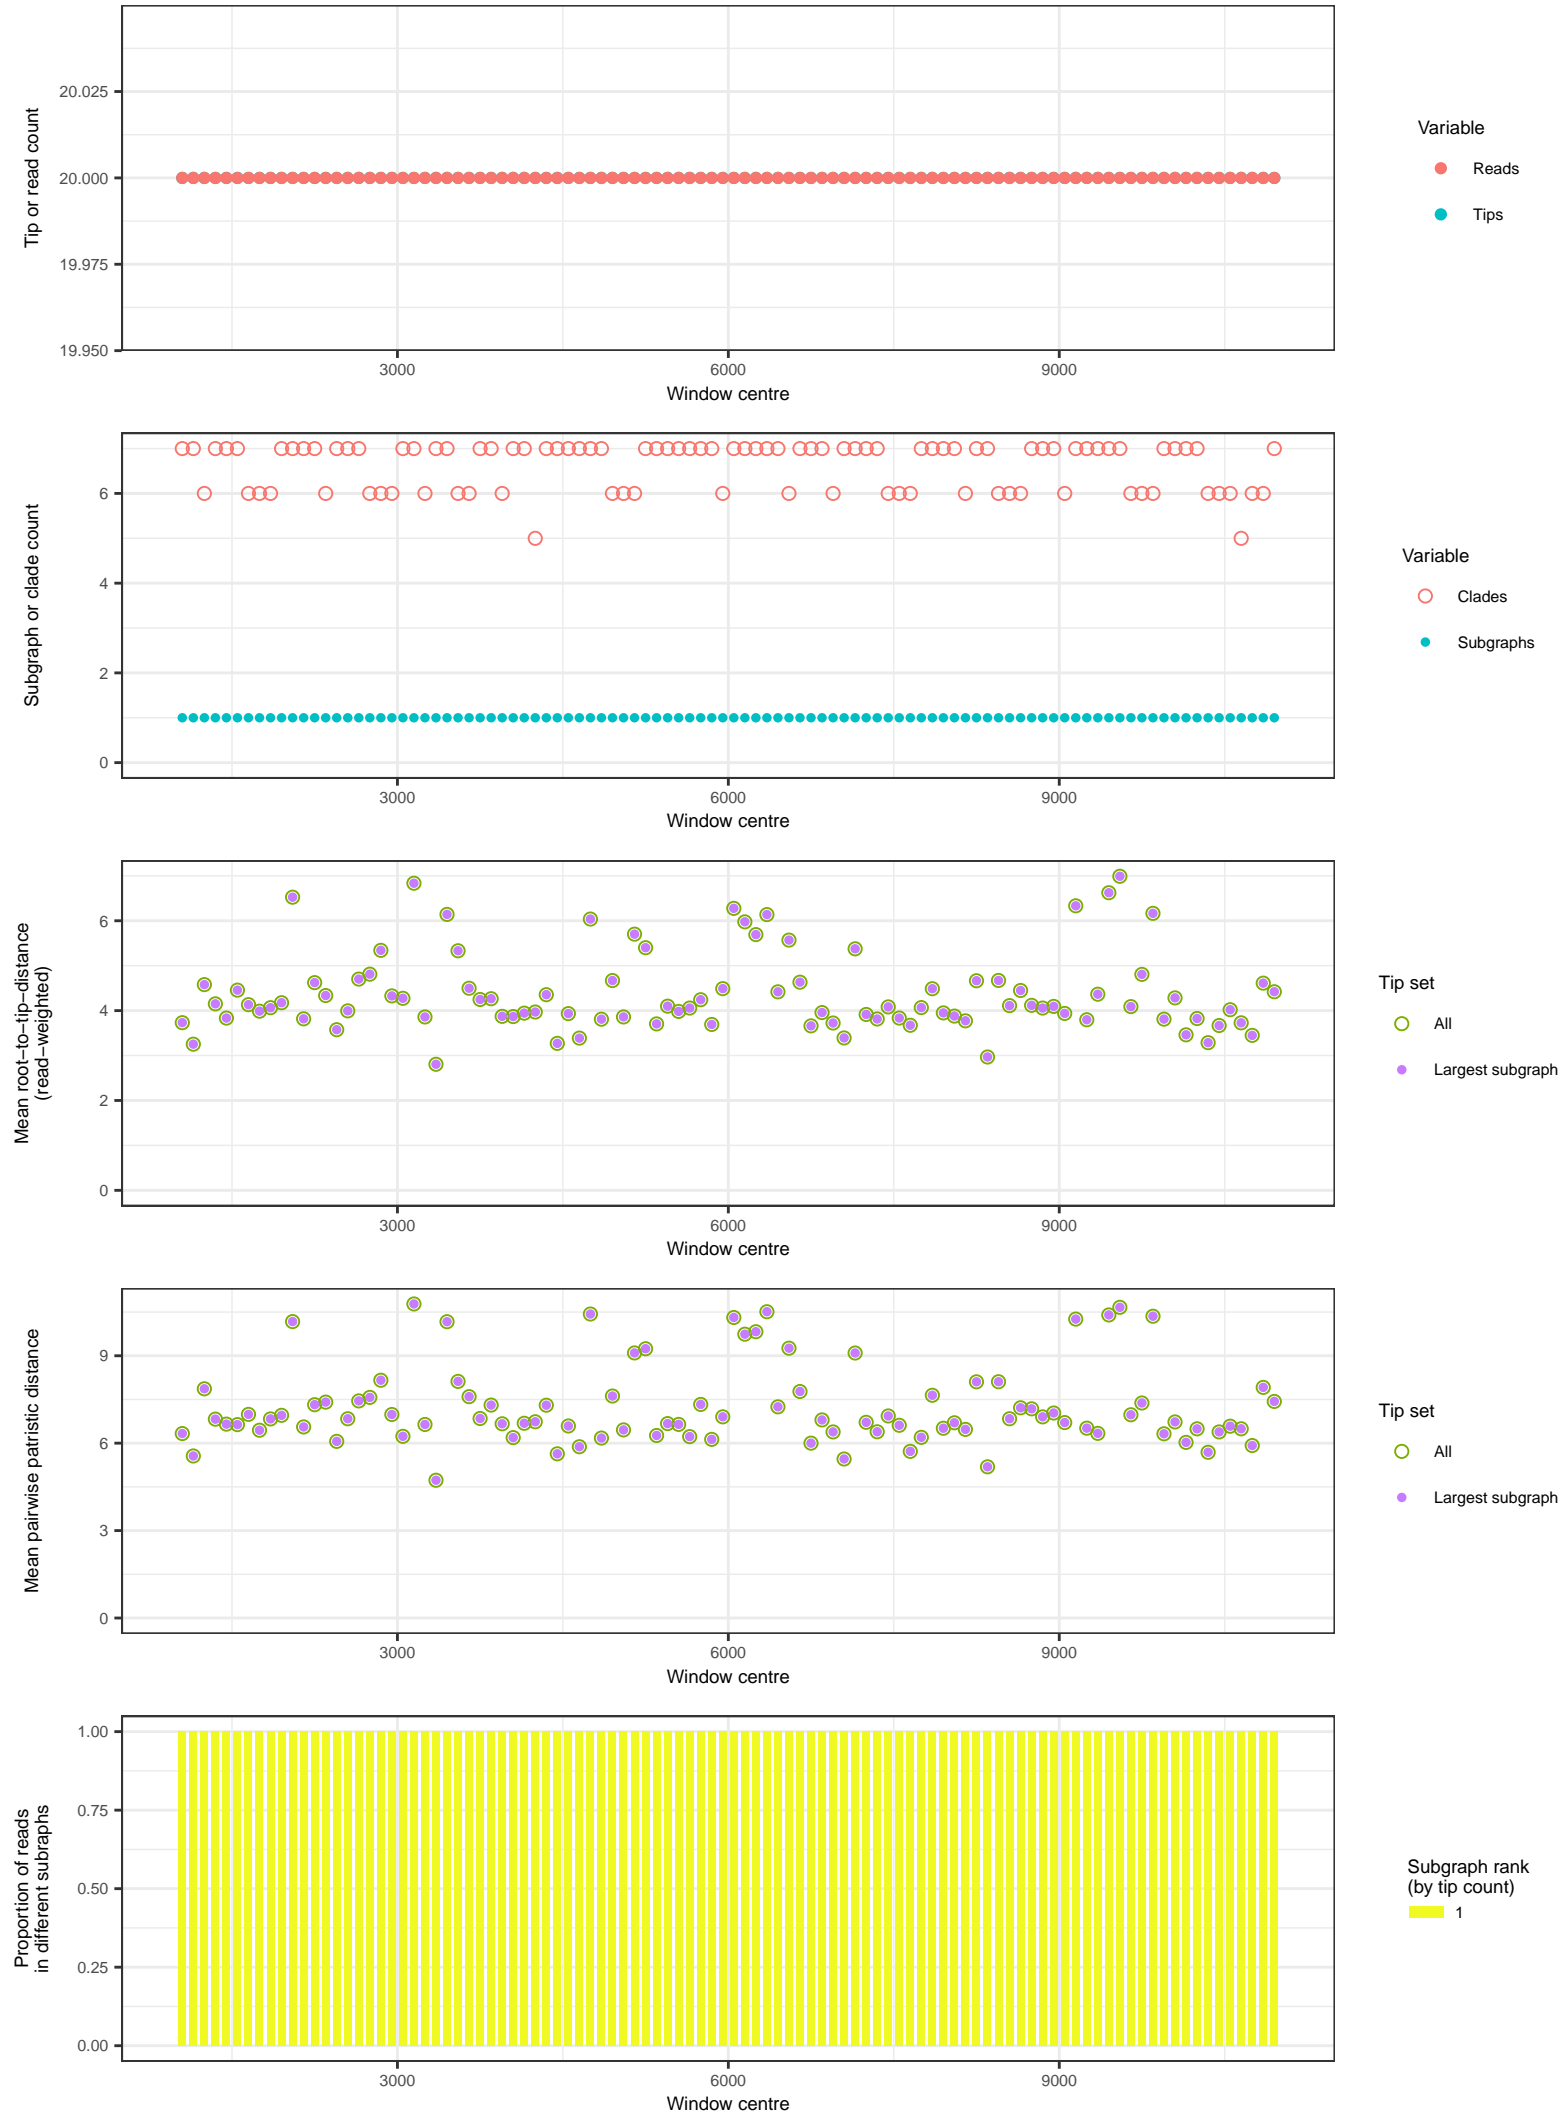 20.025
20.000
19.975
19.950
Tip or read count
3000
6000
9000
Window centre
Variable
Reads
Tips
6
4
2
0
Subgraph or clade count
3000
6000
9000
Window centre
Variable
Clades
Subgraphs
6
4
2
0
Mean root−to−tip−distance
(read−weighted)
3000
6000
9000
Window centre
Tip set
All
Largest subgraph
9
6
3
0
Mean pairwise patristic distance
3000
6000
9000
Window centre
Tip set
All
Largest subgraph
1.00
0.75
0.50
0.25
0.00
Proportion of reads
in different subraphs
3000
6000
9000
Window centre
Subgraph rank
(by tip count)
1